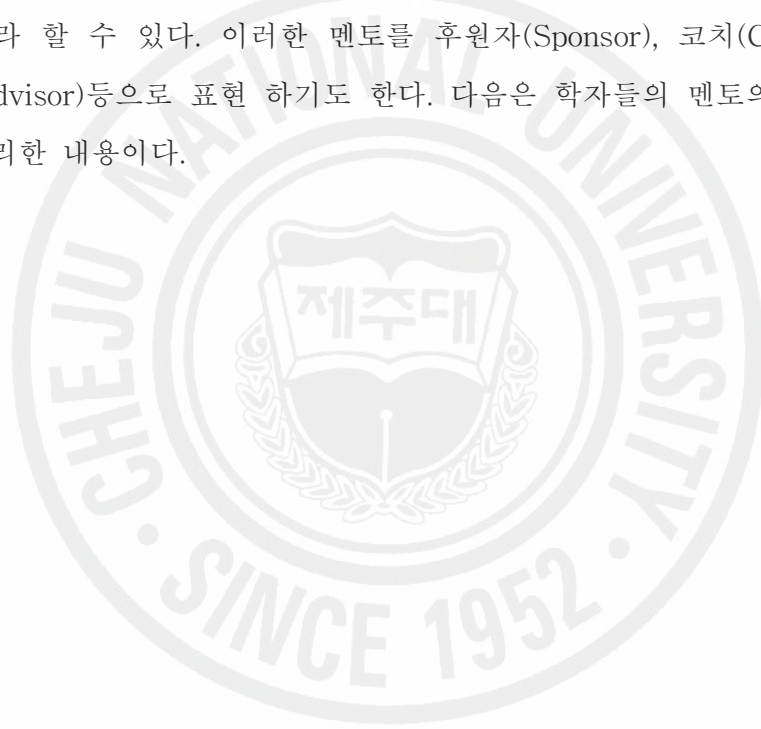 라 할 수 있다. 이러한 멘토를 후원자(Sponsor), 코치(C
dvisor)등으로 표현 하기도 한다. 다음은 학자들의 멘토의
리한 내용이다.
CHEJU NATIONAL UNIVERSITY
제주대
· SINCE 1952 ·